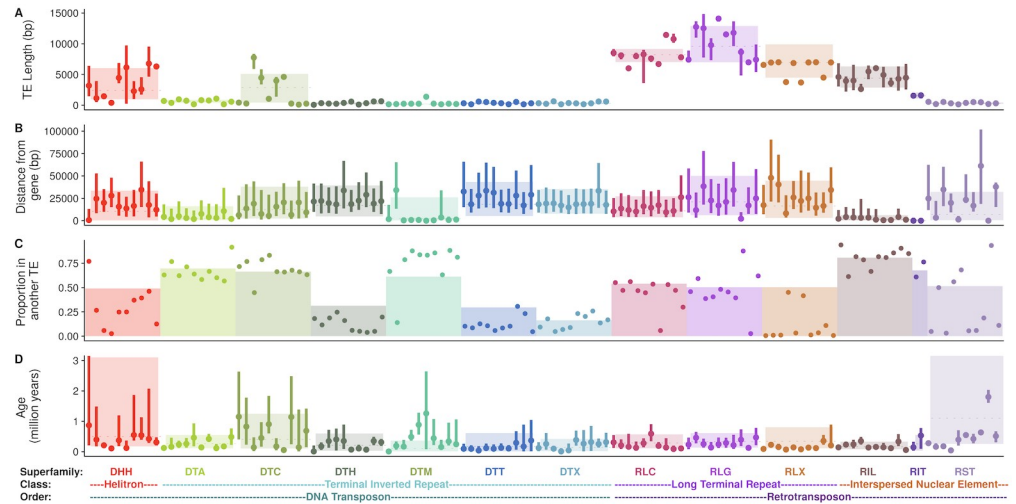 A
TE Length (bp)
15000
10000
5000
0
B
Distance from
gene (bp)
100000
75000
50000
25000
0
C
Proportion in
another TE
0.75
0.50
0.25
0.00
D
Age
(million years)
3
2
1
0
Superfamily: DHH DTA DTC DTH DTM DTT DTX RLC RLG RLX RIL RIT RST
Class: Helitron Terminal Inverted Repeat Long Terminal Repeat Interspersed Nuclear Element
Order: DNA Transposon Retrotransposon